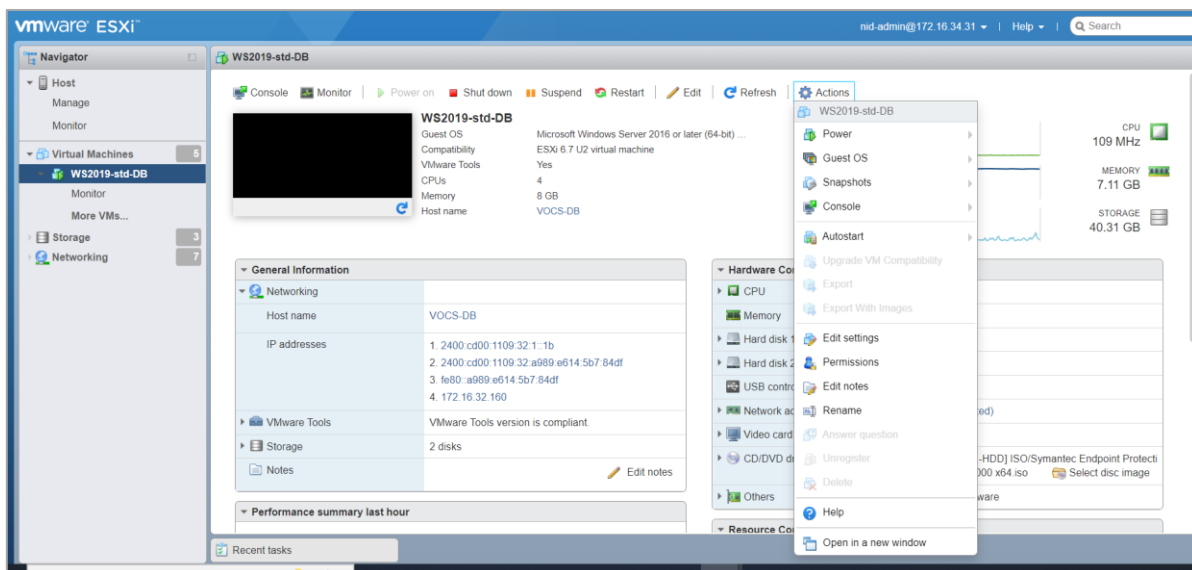 vmware ESXi
nid-admin@172.16.34.31 | Help | Search
Navigator
Host
Manage
Monitor
Virtual Machines 5
WS2019-std-DB
Monitor
More VMs...
Storage 3
Networking 7
WS2019-std-DB
Console Monitor Power on Shut down Suspend Restart Edit Refresh Actions
WS2019-std-DB
Guest OS Microsoft Windows Server 2016 or later (64-bit) ...
Compatibility ESXi 6.7 U2 virtual machine
VMware Tools Yes
CPUs 4
Memory 8 GB
Host name VOCS-DB
CPU
109 MHz
MEMORY
7.11 GB
STORAGE
40.31 GB
General Information
Networking
Host name VOCS-DB
IP addresses 1. 2400:cd00:1109:32:1::1b
2. 2400:cd00:1109:32:a989:e614:5b7:84df
3. fe80::a989:e614:5b7:84df
4. 172.16.32.160
VMware Tools VMware Tools version is compliant.
Storage 2 disks
Notes Edit notes
Performance summary last hour
Hardware Co
CPU
Memory
Hard disk 1
Hard disk 2
USB contro
Network ad ed)
Video card
CD/DVD dr -HDD] ISO/Symantec Endpoint Protecti
000 x64.iso Select disc image
Others ware
Resource Co
WS2019-std-DB
Power
Guest OS
Snapshots
Console
Autostart
Upgrade VM Compatibility
Export
Export With Images
Edit settings
Permissions
Edit notes
Rename
Answer question
Unregister
Delete
Help
Open in a new window
Recent tasks